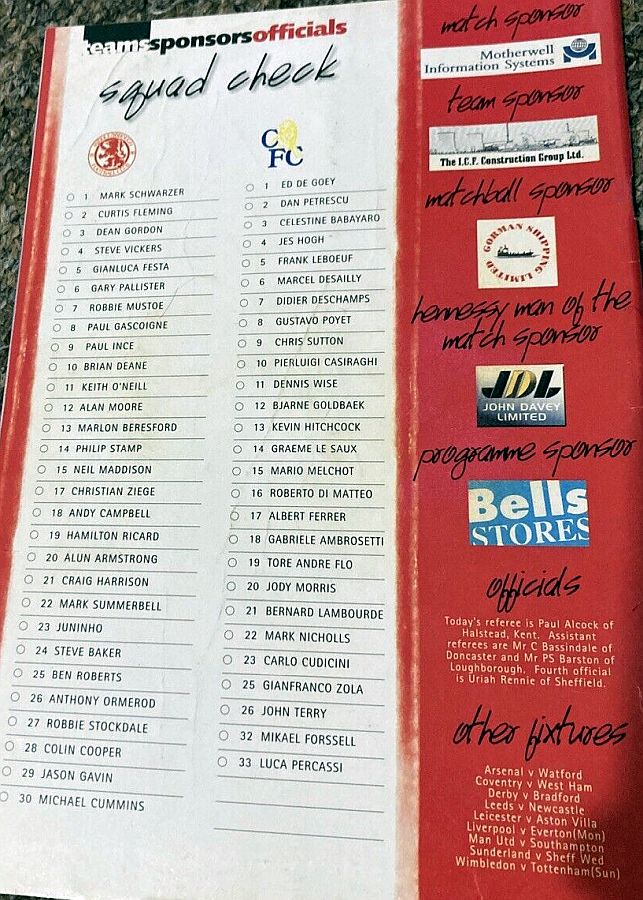 teamssponsorsofficials
squad check
CFC
1 MARK SCHWARZER
2 CURTIS FLEMING
3 DEAN GORDON
4 STEVE VICKERS
5 GIANLUCA FESTA
6 GARY PALLISTER
7 ROBBIE MUSTOE
8 PAUL GASCOIGNE
9 PAUL INCE
10 BRIAN DEANE
11 KEITH O'NEILL
12 ALAN MOORE
13 MARLON BERESFORD
14 PHILIP STAMP
15 NEIL MADDISON
17 CHRISTIAN ZIEGE
18 ANDY CAMPBELL
19 HAMILTON RICARD
20 ALUN ARMSTRONG
21 CRAIG HARRISON
22 MARK SUMMERBELL
23 JUNINHO
24 STEVE BAKER
25 BEN ROBERTS
26 ANTHONY ORMEROD
27 ROBBIE STOCKDALE
28 COLIN COOPER
29 JASON GAVIN
30 MICHAEL CUMMINS
1 ED DE GOEY
2 DAN PETRESCU
3 CELESTINE BABAYARO
4 JES HOGH
5 FRANK LEBOEUF
6 MARCEL DESAILLY
7 DIDIER DESCHAMPS
8 GUSTAVO POYET
9 CHRIS SUTTON
10 PIERLUIGI CASIRAGHI
11 DENNIS WISE
12 BJARNE GOLDBAEK
13 KEVIN HITCHCOCK
14 GRAEME LE SAUX
15 MARIO MELCHOT
16 ROBERTO DI MATTEO
17 ALBERT FERRER
18 GABRIELE AMBROSETTI
19 TORE ANDRE FLO
20 JODY MORRIS
21 BERNARD LAMBOURDE
22 MARK NICHOLLS
23 CARLO CUDICINI
25 GIANFRANCO ZOLA
26 JOHN TERRY
32 MIKAEL FORSSELL
33 LUCA PERCASSI
match sponsor
Motherwell
Information Systems
team sponsor
The I.C.F. Construction Group Ltd.
matchball sponsor
GORMAN SHIPPING LIMITED
hennessy man of the
match sponsor
JDL
JOHN DAVEY
LIMITED
programme sponsor
Bells
STORES
officials
Today's referee is Paul Alcock of
Halstead, Kent. Assistant
referees are Mr C Bassindale of
Doncaster and Mr PS Barston of
Loughborough. Fourth official
is Uriah Rennie of Sheffield.
other fixtures
Arsenal v Watford
Coventry v West Ham
Derby v Bradford
Leeds v Newcastle
Leicester v Aston Villa
Liverpool v Everton(Mon)
Man Utd v Southampton
Sunderland v Sheff Wed
Wimbledon v Tottenham(Sun)